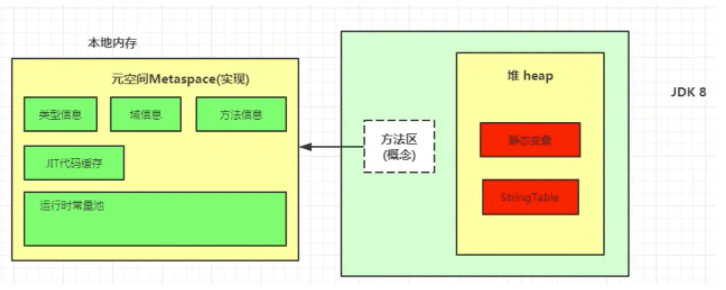 本地内存
元空间Metaspace(实现)
类型信息
域信息
方法信息
JIT代码缓存
运行时常量池
方法区
(概念)
堆 heap
静态变量
StringTable
JDK 8